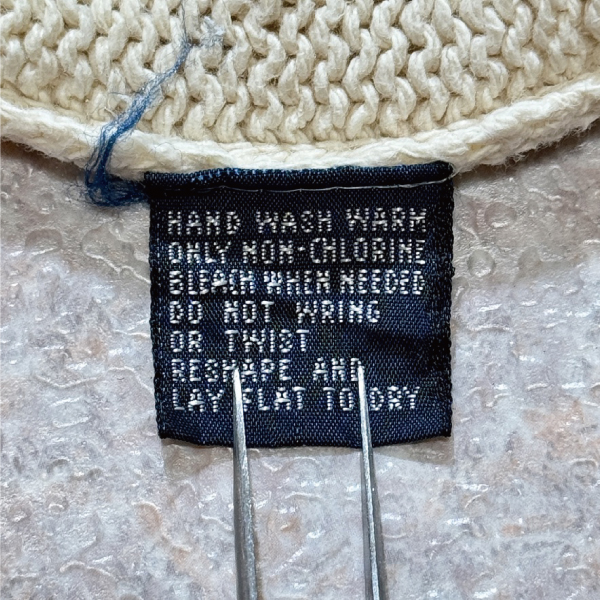 HAND WASH WARM
ONLY NON-CHLORINE
BLEACH WHEN NEEDED
DO NOT WRING
OR TWIST
RESHAPE AND
LAY FLAT TO DRY